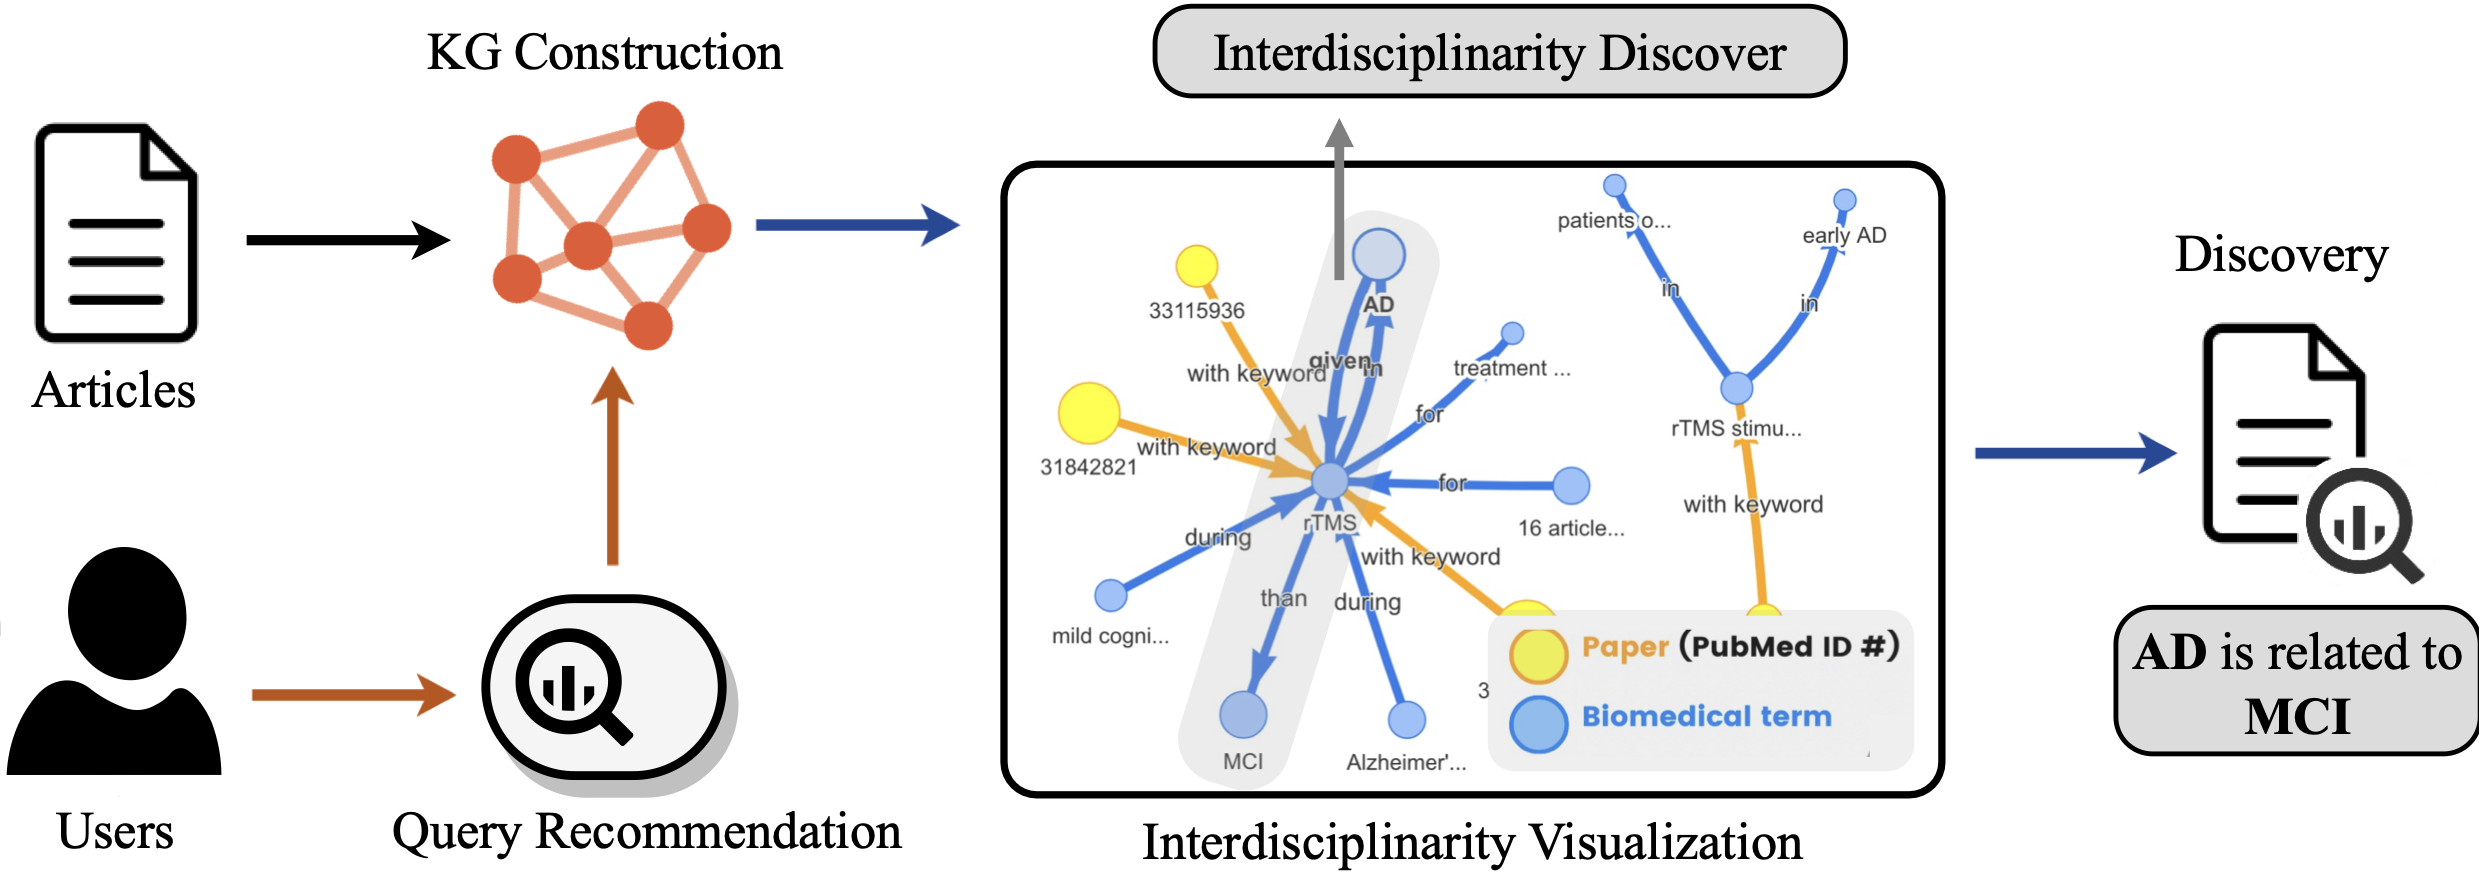 KG Construction
Interdisciplinarity Discover
Articles
Users
Query Recommendation
33115936
with keyword
31842821
with keyword
AD
given
in
treatment ...
for
for
16 article...
rTMS
during
mild cogni...
than
MCI
during
Alzheimer'...
with keyword
3
patients o...
early AD
in
in
rTMS stimu...
with keyword
Paper (PubMed ID #)
Biomedical term
Interdisciplinarity Visualization
Discovery
AD is related to
MCI